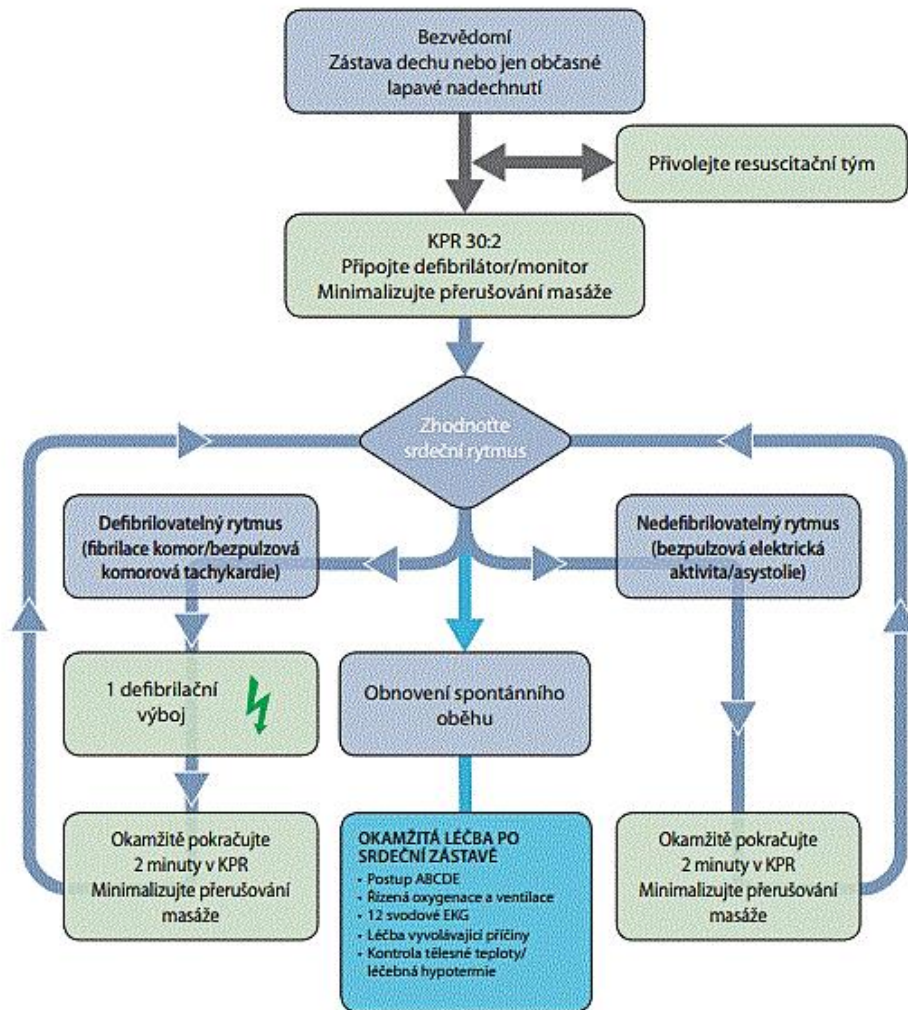 Bezvědomí
Zástava dechu nebo jen občasné
lapavé nadechnutí
Přivolejte resuscitační tým
KPR 30:2
Připojte defibrilátor/monitor
Minimalizujte přerušování masáže
Zhodnoťte
srdeční rytmus
Defibrilovatelný rytmus
(fibrilace komor/bezpulzová
komorová tachykardie)
Nedefibrilovatelný rytmus
(bezpulzová elektrická
aktivita/asystolie)
1 defibrilační
výboj
Obnovení spontánního
oběhu
Okamžitě pokračujte
2 minuty v KPR
Minimalizujte přerušování
masáže
OKAMŽITÁ LÉČBA PO
SRDEČNÍ ZÁSTAVĚ
• Postup ABCDE
• Řízená oxygenace a ventilace
• 12 svodové EKG
• Léčba vyvolávající příčiny
• Kontrola tělesné teploty/
léčebná hypotermie
Okamžitě pokračujte
2 minuty v KPR
Minimalizujte přerušování
masáže